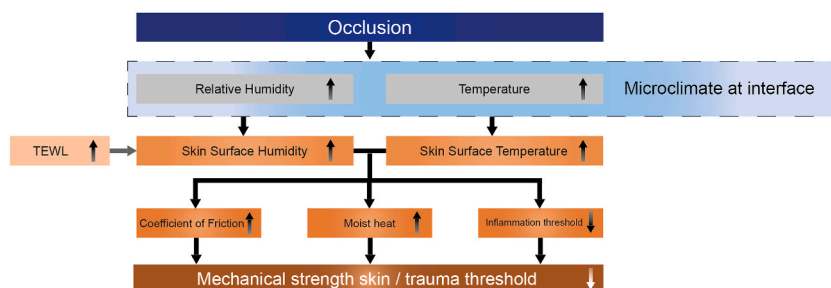 Occlusion
Relative Humidity
Temperature
Microclimate at interface
TEWL
Skin Surface Humidity
Skin Surface Temperature
Coefficient of Friction
Moist heat
Inflammation threshold
Mechanical strength skin / trauma threshold